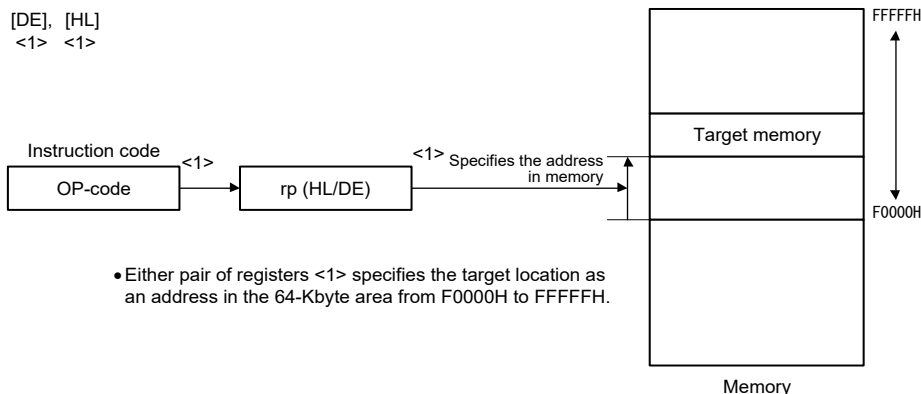 [DE], [HL]
<1> <1>
FFFFFH
Target memory
Instruction code
<1>
<1>
Specifies the address
in memory
OP-code
rp (HL/DE)
F0000H
• Either pair of registers <1> specifies the target location as
an address in the 64-Kbyte area from F0000H to FFFFFH.
Memory